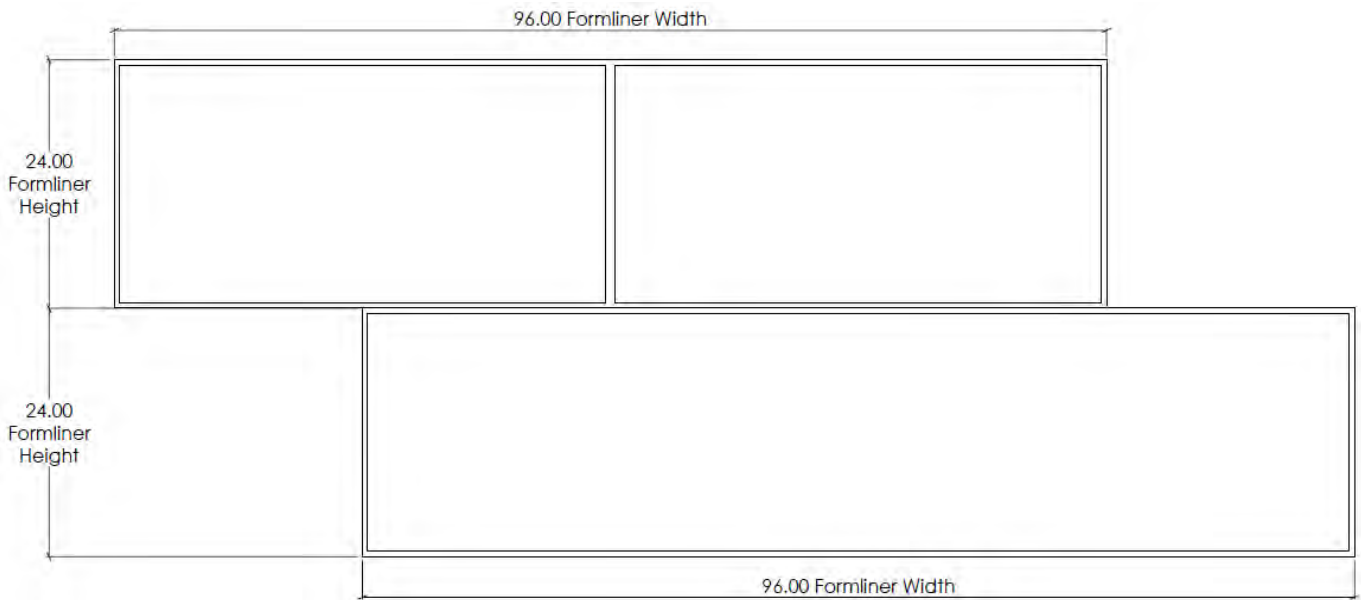 96.00 Formliner Width
24.00
Formliner
Height
24.00
Formliner
Height
96.00 Formliner Width